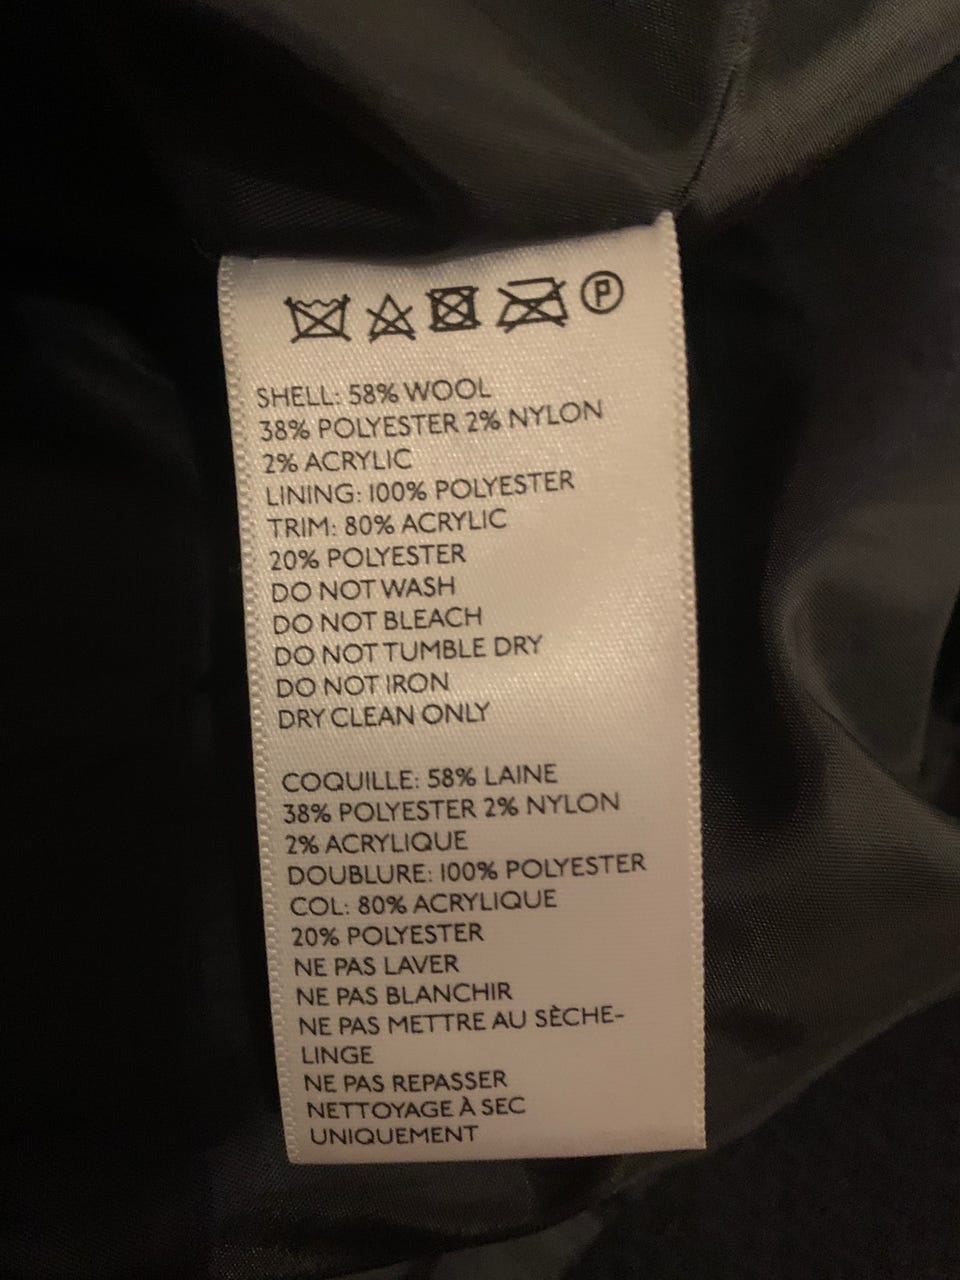 P
SHELL: 58% WOOL
38% POLYESTER 2% NYLON
2% ACRYLIC
LINING: 100% POLYESTER
TRIM: 80% ACRYLIC
20% POLYESTER
DO NOT WASH
DO NOT BLEACH
DO NOT TUMBLE DRY
DO NOT IRON
DRY CLEAN ONLY
COQUILLE: 58% LAINE
38% POLYESTER 2% NYLON
2% ACRYLIQUE
DOUBLURE: 100% POLYESTER
COL: 80% ACRYLIQUE
20% POLYESTER
NE PAS LAVER
NE PAS BLANCHIR
NE PAS METTRE AU SÈCHE-
LINGE
NE PAS REPASSER
NETTOYAGE À SEC
UNIQUEMENT